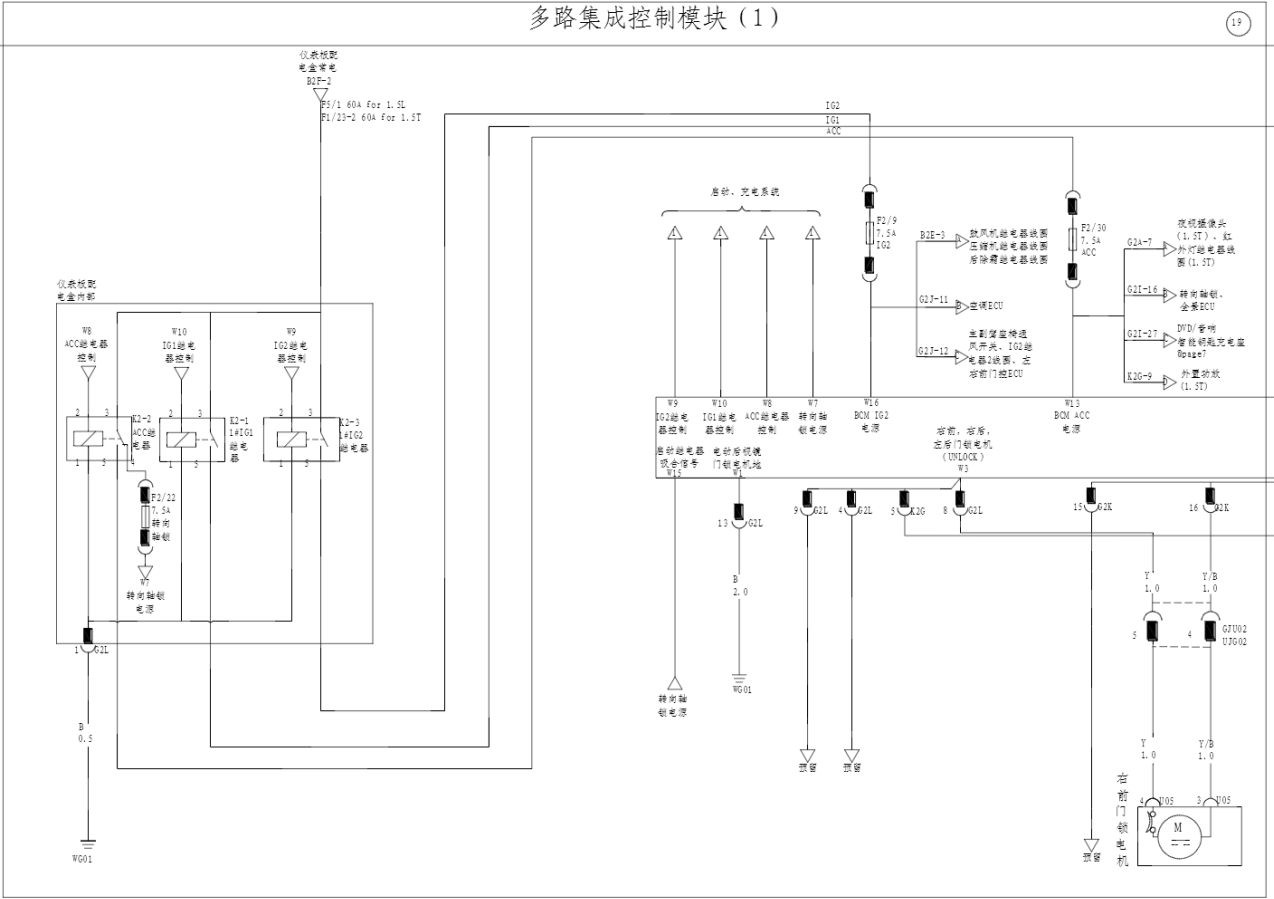 多路集成控制模块(1)
19
仪表板配
电盒常电
B2F-2
F5/1 60A for 1.5L
F1/23-2 60A for 1.5T
IG2
IG1
ACC
启动、充电系统
1
1
1
1
F2/9
7.5A
IG2
B2E-3
A
鼓风机继电器线圈
压缩机继电器线圈
后除霜继电器线圈
G2J-11
B
空调ECU
G2J-12
主副驾座椅通
风开关、IG2继
电器2线圈、左
右前门控ECU
F2/30
7.5A
ACC
G2A-7
A
夜视摄像头
(1.5T)、红
外灯继电器线
圈(1.5T)
G2I-16
B
转向轴锁、
全景ECU
G2I-27
DVD/音响
智能钥匙充电座
@page7
K2G-9
外置功放
(1.5T)
仪表板配
电盒内部
W8
ACC继电器
控制
W10
IG1继电
器控制
W9
IG2继电
器控制
2
3
K2-2
ACC继
电器
1
5
4
2
3
K2-1
1#IG1
继电
器
1
5
2
3
K2-3
1#IG2
继电器
1
5
F2/22
7.5A
转向
轴锁
W7
转向轴锁
电源
1
G2L
B
0.5
WG01
W9
IG2继电
器控制
W10
IG1继电
器控制
W8
ACC继电器
控制
W7
转向轴
锁电源
W16
BCM IG2
电源
W13
BCM ACC
电源
启动继电器
吸合信号
W15
电动后视镜
门锁电机地
W1
右前,右后,
左后门锁电机
(UNLOCK)
W3
13
G2L
9
G2L
4
G2L
5
K2G
8
G2L
15
G2K
16
G2K
B
2.0
WG01
转向轴
锁电源
预留
预留
预留
Y
1.0
Y/B
1.0
5
4
GJU02
UJG02
Y
1.0
Y/B
1.0
4
U05
3
U05
右前门锁电机
M